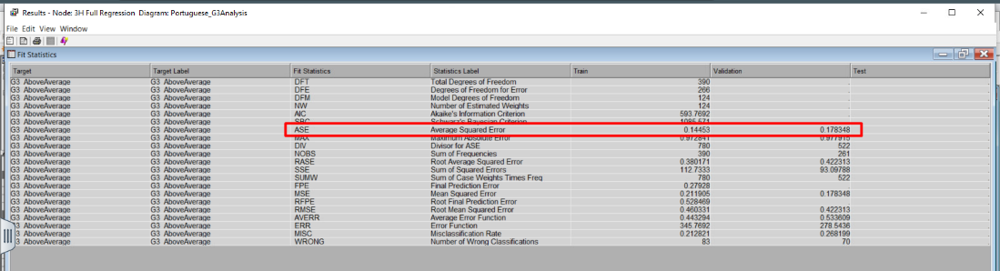 Results - Node: 3H Full Regression Diagram: Portuguese_G3Analysis
File Edit View Window
Fit Statistics
Target Target Label Fit Statistics Statistics Label Train Validation Test
G3_AboveAverage G3_AboveAverage DFT Total Degrees of Freedom 390 .
G3_AboveAverage G3_AboveAverage DFE Degrees of Freedom for Error 266 .
G3_AboveAverage G3_AboveAverage DFM Model Degrees of Freedom 124 .
G3_AboveAverage G3_AboveAverage NW Number of Estimated Weights 124 .
G3_AboveAverage G3_AboveAverage AIC Akaike's Information Criterion 593.7692 .
G3_AboveAverage G3_AboveAverage SBC Schwarz's Bayesian Criterion 1085.571 .
G3_AboveAverage G3_AboveAverage ASE Average Squared Error 0.14453 0.178348 .
G3_AboveAverage G3_AboveAverage MAX Maximum Absolute Error 0.972841 0.977915 .
G3_AboveAverage G3_AboveAverage DIV Divisor for ASE 780 522 .
G3_AboveAverage G3_AboveAverage NOBS Sum of Frequencies 390 261 .
G3_AboveAverage G3_AboveAverage RASE Root Average Squared Error 0.380171 0.422313 .
G3_AboveAverage G3_AboveAverage SSE Sum of Squared Errors 112.7333 93.09788 .
G3_AboveAverage G3_AboveAverage SUMW Sum of Case Weights Times Freq 780 522 .
G3_AboveAverage G3_AboveAverage FPE Final Prediction Error 0.27928 .
G3_AboveAverage G3_AboveAverage MSE Mean Squared Error 0.211905 0.178348 .
G3_AboveAverage G3_AboveAverage RFPE Root Final Prediction Error 0.528469 .
G3_AboveAverage G3_AboveAverage RMSE Root Mean Squared Error 0.460331 0.422313 .
G3_AboveAverage G3_AboveAverage AVERR Average Error Function 0.443294 0.533609 .
G3_AboveAverage G3_AboveAverage ERR Error Function 345.7692 278.5436 .
G3_AboveAverage G3_AboveAverage MISC Misclassification Rate 0.212821 0.268199 .
G3_AboveAverage G3_AboveAverage WRONG Number of Wrong Classifications 83 70 .